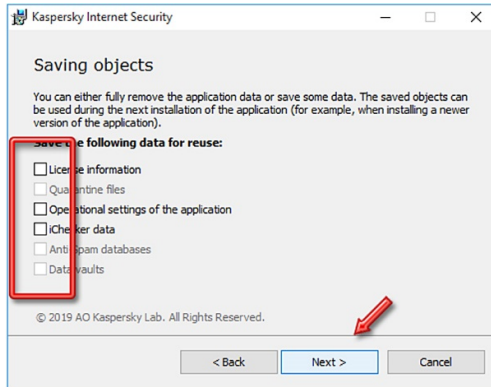 Kaspersky Internet Security
Saving objects
You can either fully remove the application data or save some data. The saved objects can
be used during the next installation of the application (for example, when installing a newer
version of the application).
Save the following data for reuse:
License information
Quarantine files
Operational settings of the application
iChecker data
Anti-Spam databases
Data vaults
© 2019 AO Kaspersky Lab. All Rights Reserved.
< Back
Next >
Cancel